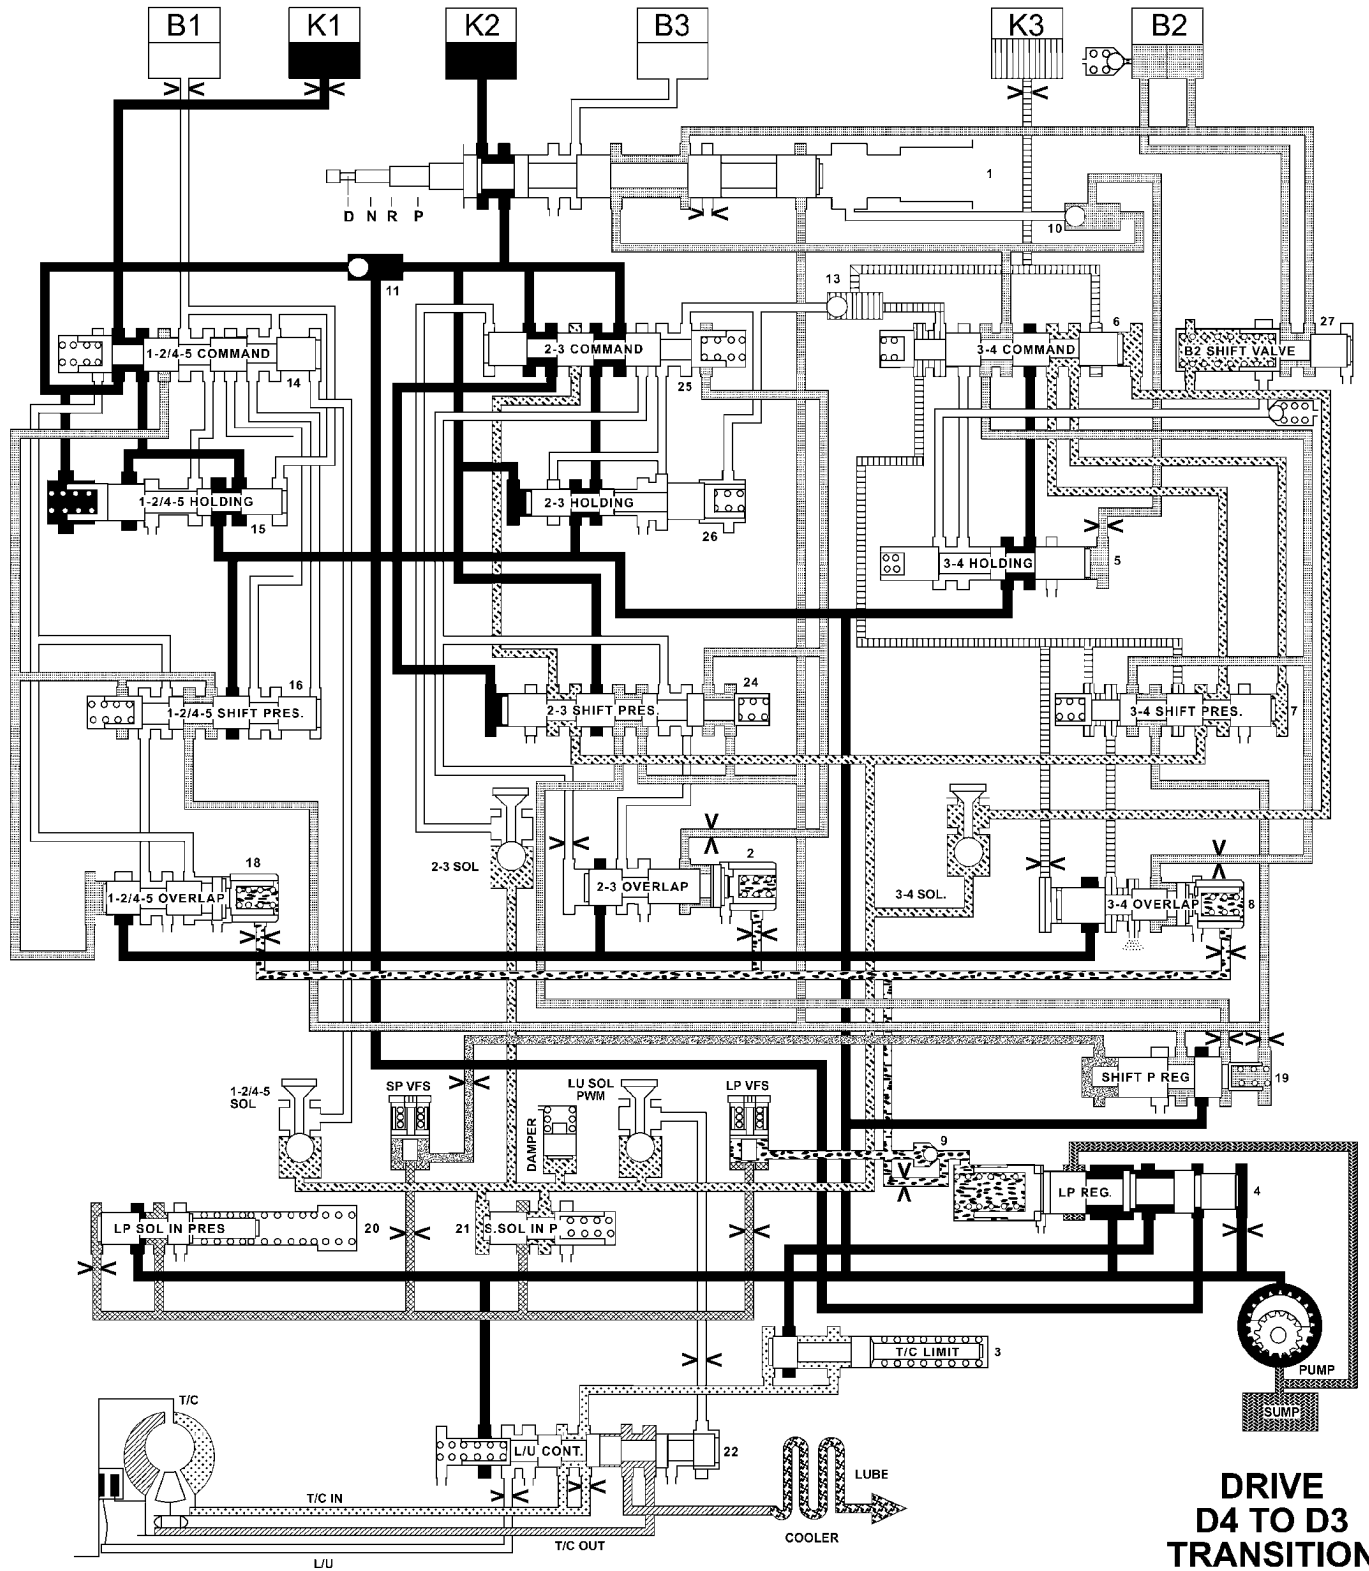 B1
K1
K2
B3
K3
B2
1
D N R P
10
11
13
6
27
1-2/4-5 COMMAND
2-3 COMMAND
3-4 COMMAND
B2 SHIFT VALVE
14
25
1-2/4-5 HOLDING
2-3 HOLDING
15
26
3-4 HOLDING
5
16
24
1-2/4-5 SHIFT PRES.
2-3 SHIFT PRES.
3-4 SHIFT PRES.
7
18
2-3 SOL
2
3-4 SOL.
1-2/4-5 OVERLAP
2-3 OVERLAP
3-4 OVERLAP
8
SHIFT P REG
19
1-2/4-5
SOL
SP VFS
DAMPER
LU SOL
PWM
LP VFS
9
LP REG.
4
LP SOL IN PRES
20
21
S.SOL IN P
T/C LIMIT
3
PUMP
SUMP
T/C
L/U CONT.
22
T/C IN
LUBE
COOLER
T/C OUT
L/U
DRIVE
D4 TO D3
TRANSITION